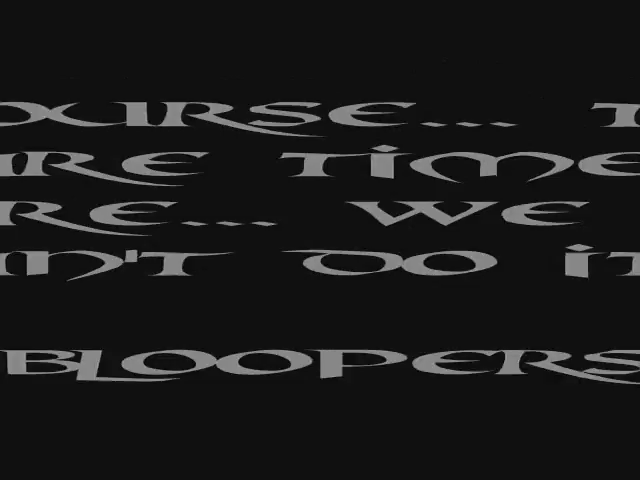 OURSE... T
RE TIME
RE... WE
N'T DO IT
BLOOPERS